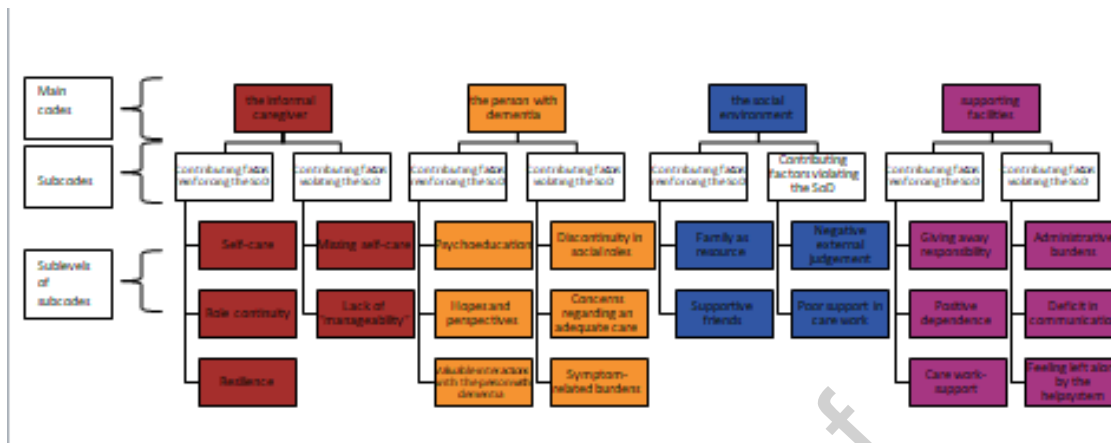 Main
codes
the informal
caregiver
the person with
dementia
the social
environment
supporting
facilities
Subcodes
Contributing factors
reinforcing the SoD
Contributing factors
violating the SoD
Contributing factors
reinforcing the SoD
Contributing factors
violating the SoD
Contributing factors
reinforcing the SoD
Contributing
factors violating
the SoD
Contributing factors
reinforcing the SoD
Contributing factors
violating the SoD
Sublevels
of
subcodes
Self-care
Missing self-care
Psychoeducation
Discontinuity in
social roles
Family as
resource
Negative
external
judgement
Giving away
responsibility
Administrative
burdens
Role continuity
Lack of
"manageability"
Hopes and
perspectives
Concerns
regarding an
adequate care
Supportive
friends
Poor support in
care work
Positive
dependence
Deficit in
communication
Resilience
Valuable interactions
with the person with
dementia
Symptom-
related burdens
Care work-
support
Feeling left alone
by the
helpsystem
f